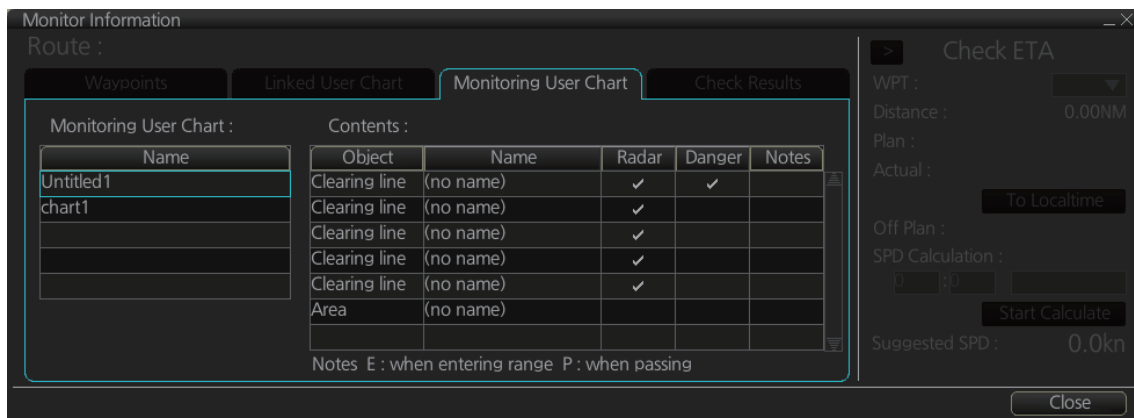 Monitor Information
Route :
Waypoints Linked User Chart Monitoring User Chart Check Results
Monitoring User Chart : Contents :
Name
Untitled1
chart1
Object Name Radar Danger Notes
Clearing line (no name) ✓ ✓
Clearing line (no name) ✓
Clearing line (no name) ✓
Clearing line (no name) ✓
Clearing line (no name) ✓
Area (no name)
Notes E : when entering range P : when passing
> Check ETA
WPT :
Distance : 0.00NM
Plan :
Actual :
To Localtime
Off Plan :
SPD Calculation :
0 :0
Start Calculate
Suggested SPD : 0.0kn
Close